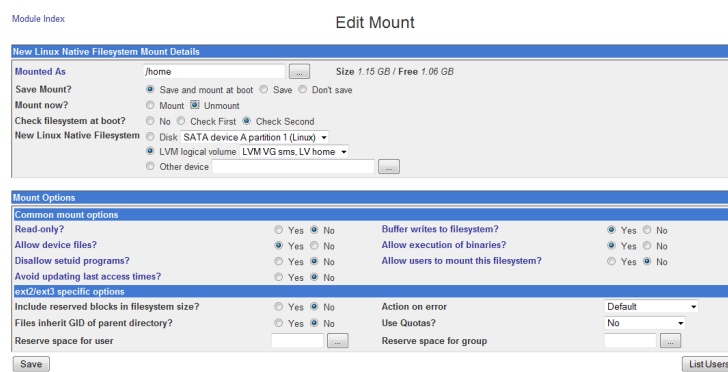 Module Index
Edit Mount
New Linux Native Filesystem Mount Details
Mounted As /home ... Size 1.15 GB / Free 1.06 GB
Save Mount? Save and mount at boot Save Don't save
Mount now? Mount Unmount
Check filesystem at boot? No Check First Check Second
New Linux Native Filesystem Disk SATA device A partition 1 (Linux)
LVM logical volume LVM VG sms, LV home
Other device ...
Mount Options
Common mount options
Read-only? Yes No Buffer writes to filesystem? Yes No
Allow device files? Yes No Allow execution of binaries? Yes No
Disallow setuid programs? Yes No Allow users to mount this filesystem? Yes No
Avoid updating last access times? Yes No
ext2/ext3 specific options
Include reserved blocks in filesystem size? Yes No Action on error Default
Files inherit GID of parent directory? Yes No Use Quotas? No
Reserve space for user ... Reserve space for group ...
Save List Users